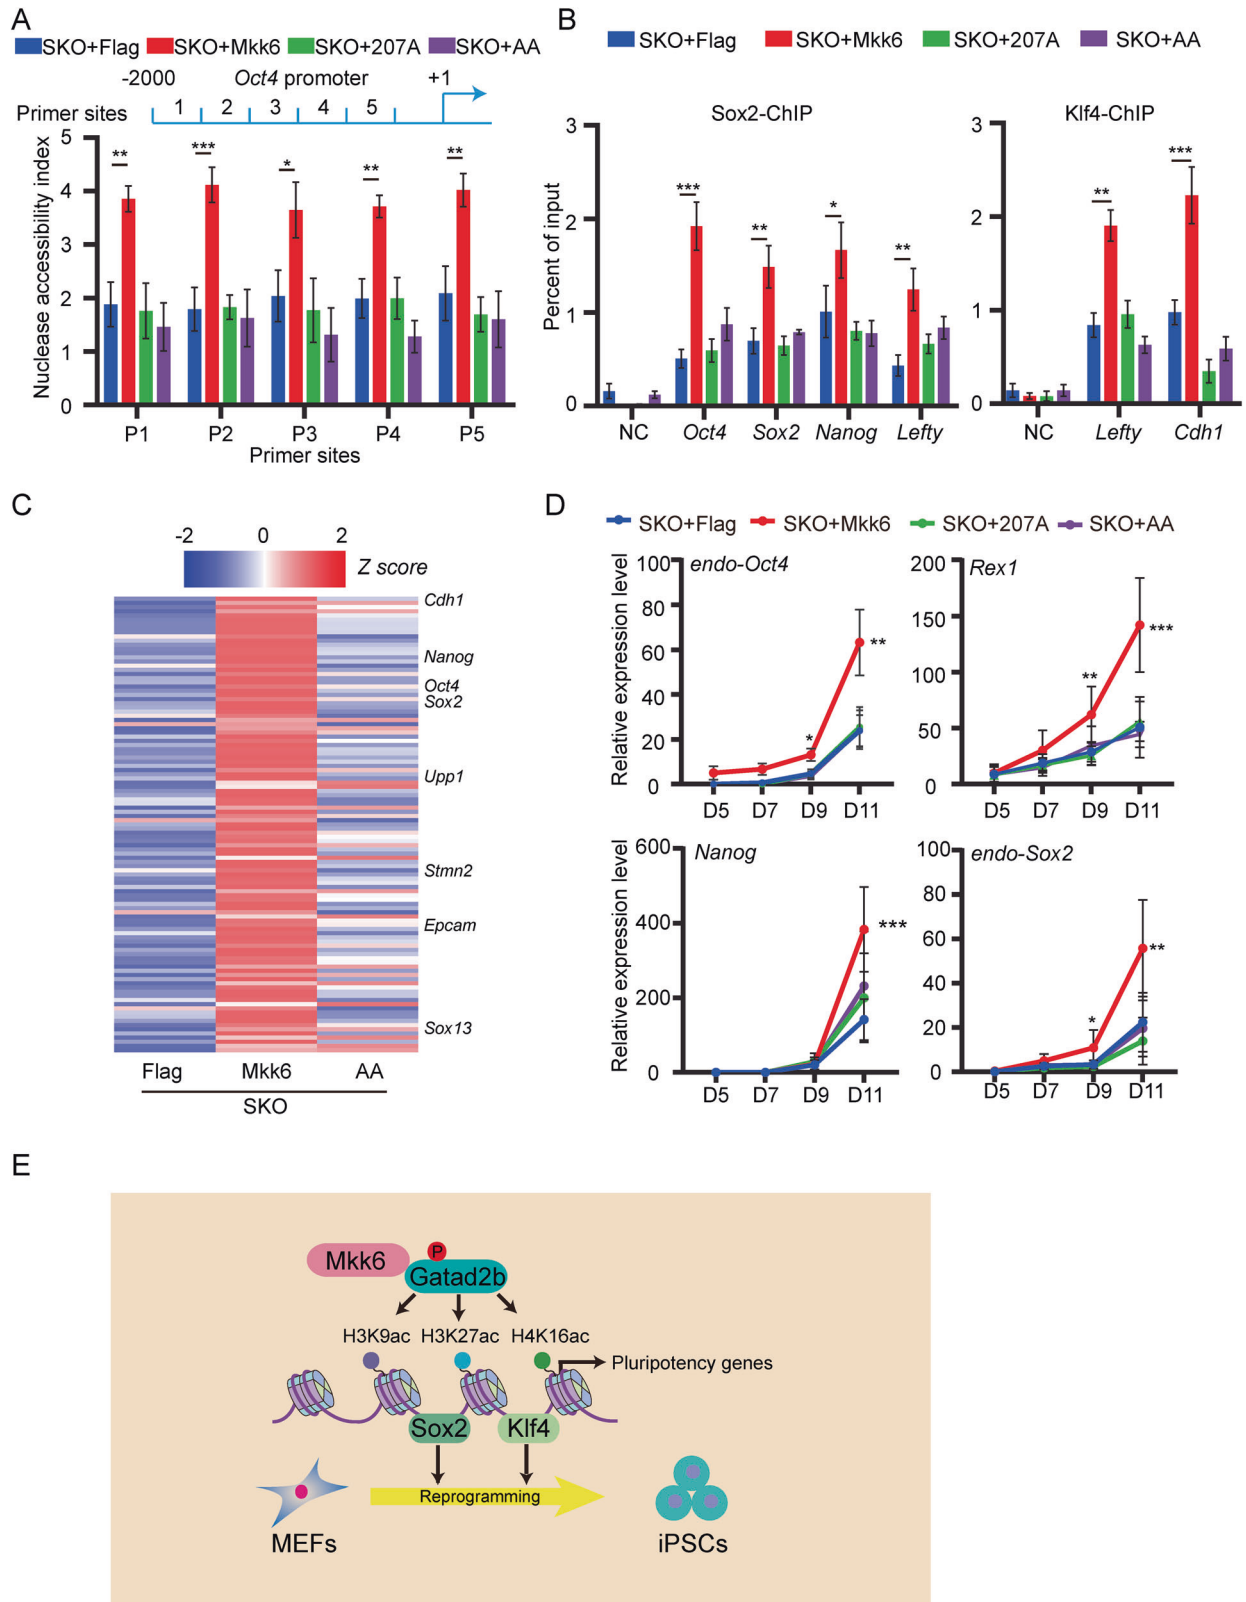 A
SKO+Flag SKO+Mkk6 SKO+207A SKO+AA
-2000 Oct4 promoter +1
Primer sites 1 2 3 4 5
Nuclease accessibility index
5
4
3
2
1
0
** *** * ** **
P1 P2 P3 P4 P5
Primer sites
B
SKO+Flag SKO+Mkk6 SKO+207A SKO+AA
Sox2-ChIP
Percent of input
3
2
1
0
*** ** * **
NC Oct4 Sox2 Nanog Lefty
Klf4-ChIP
3
2
1
0
** ***
NC Lefty Cdh1
C
-2 0 2
Z score
Cdh1
Nanog
Oct4
Sox2
Upp1
Stmn2
Epcam
Sox13
Flag Mkk6 AA
SKO
D
SKO+Flag SKO+Mkk6 SKO+207A SKO+AA
endo-Oct4
Relative expression level
100
80
60
40
20
0
* **
D5 D7 D9 D11
Rex1
200
150
100
50
0
** ***
D5 D7 D9 D11
Nanog
Relative expression level
600
400
200
0
***
D5 D7 D9 D11
endo-Sox2
100
80
60
40
20
0
* **
D5 D7 D9 D11
E
P
Mkk6
Gatad2b
H3K9ac H3K27ac H4K16ac
Pluripotency genes
Sox2 Klf4
Reprogramming
MEFs iPSCs